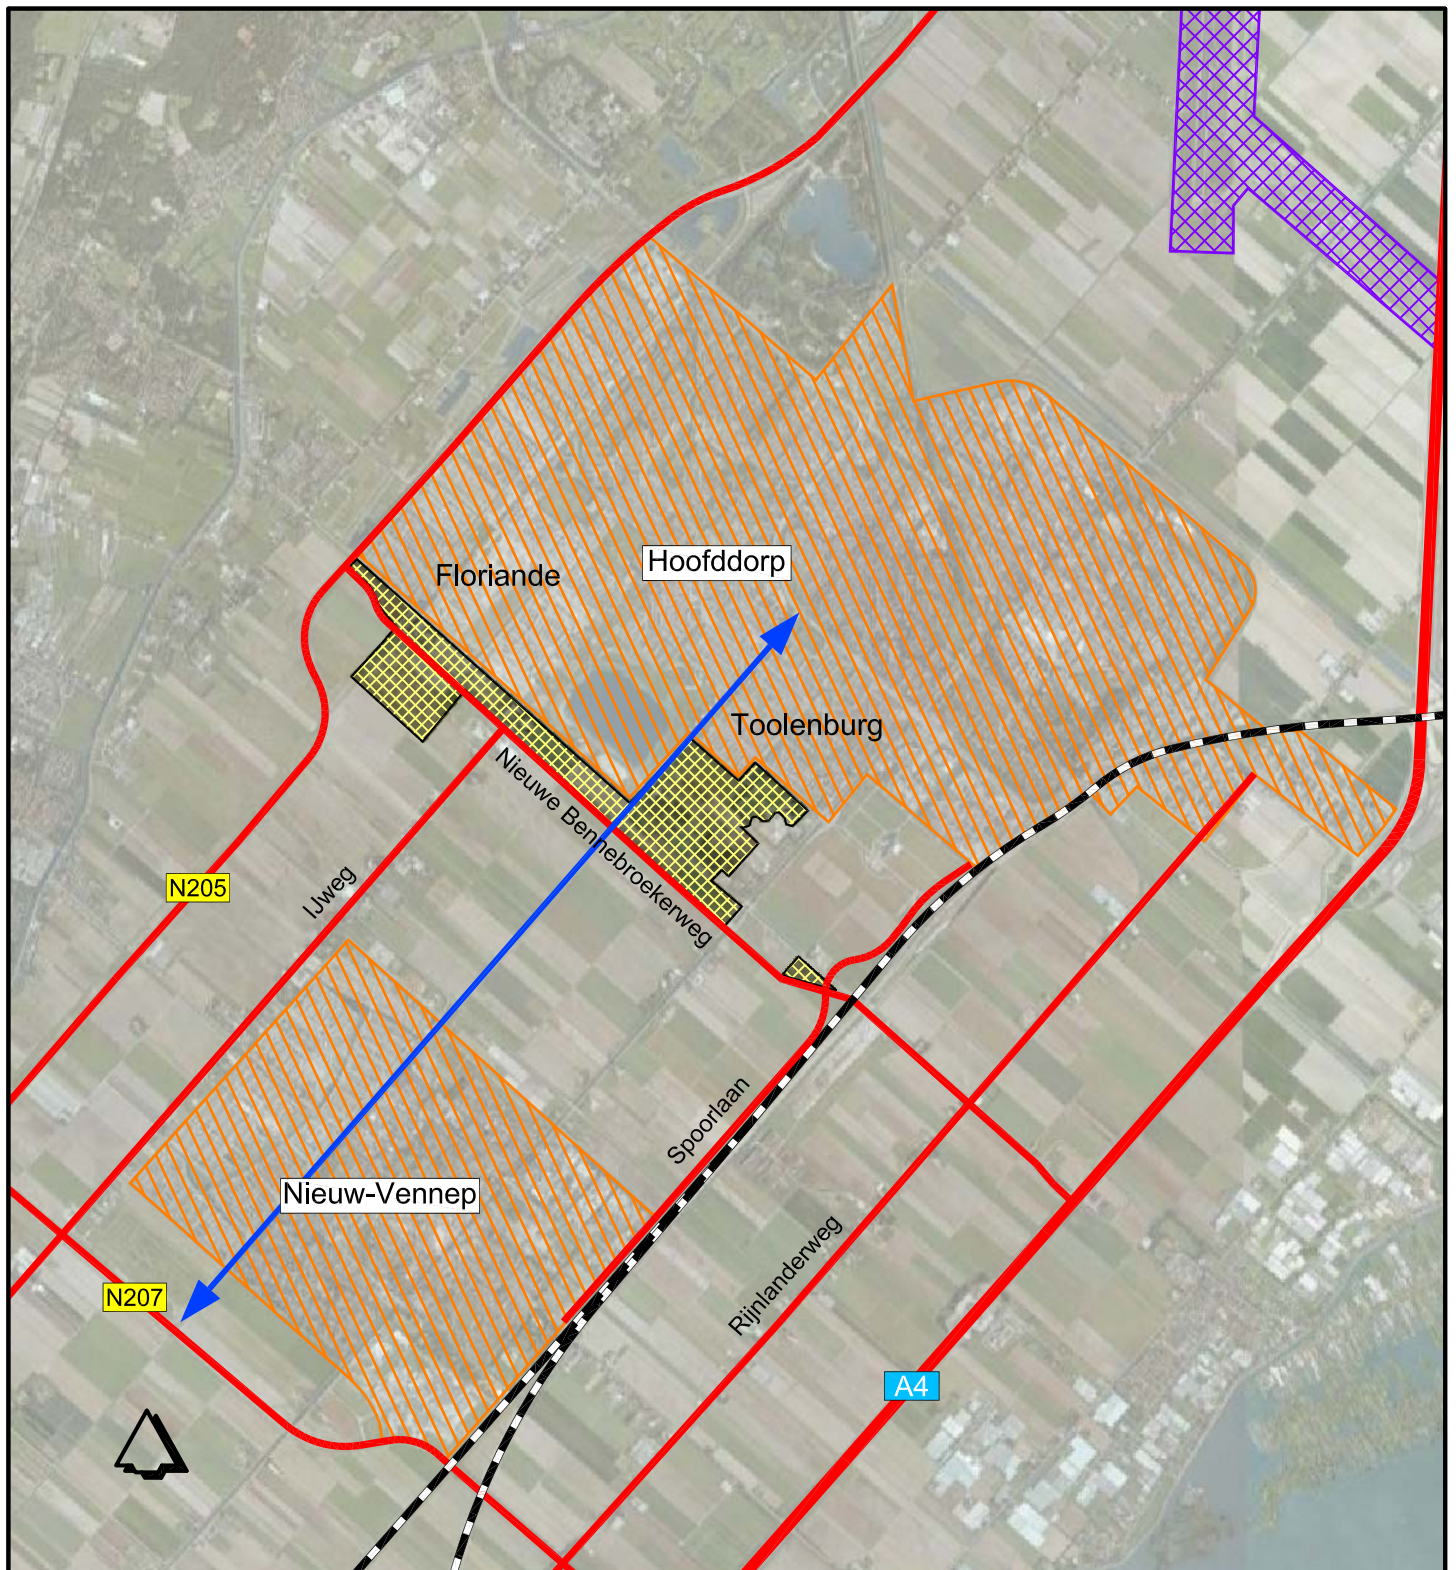 Hoofddorp
Floriande
Toolenburg
Nieuwe Bennebroekerweg
N205
IJweg
Spoorlaan
Nieuw-Vennep
Rijnlanderweg
N207
A4